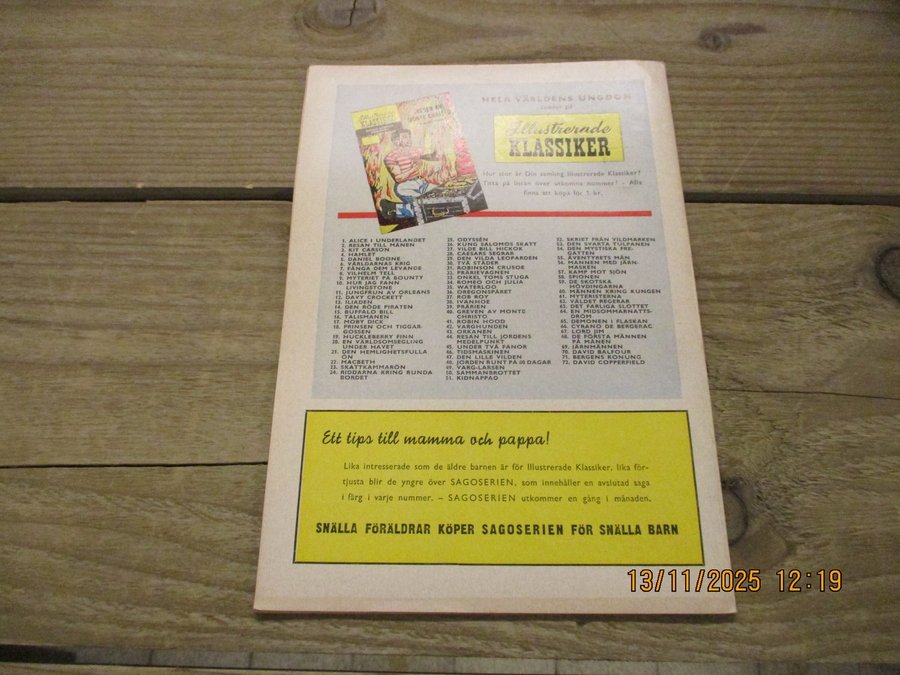 HELA VÄRLDENS UNGDOM
samlar på
Illustrerade
KLASSIKER
Hur stor är Din samling Illustrerade Klassiker?
Titta på listan över utkomna nummer! - Alla
finns att köpa för 1 kr.
1. ALICE I UNDERLANDET
2. RESAN TILL MÅNEN
3. KIT CARSON
4. HAMLET
5. DANIEL BOONE
6. VÄRLDARNAS KRIG
7. FÅNGA DEM LEVANDE
8. VILHELM TELL
9. MYTERIET PÅ BOUNTY
10. HUR JAG FANN
LIVINGSTONE
11. JUNGFRUN AV ORLEANS
12. DAVY CROCKETT
13. ILIADEN
14. DEN RÖDE PIRATEN
15. BUFFALO BILL
16. TALISMANEN
17. MOBY DICK
18. PRINSEN OCH TIGGAR-
GOSSEN
19. HUCKLEBERRY FINN
20. EN VÄRLDSOMSEGLING
UNDER HAVET
21. DEN HEMLIGHETSFULLA
ÖN
22. MACBETH
23. SKATTKAMMARÖN
24. RIDDARNA KRING RUNDA
BORDET
25. ODYSSÉN
26. KUNG SALOMOS SKATT
27. VILDE BILL HICKOK
28. CAESARS SEGRAR
29. DEN VILDA LEOPARDEN
30. TVÅ STÄDER
31. ROBINSON CRUSOE
32. PRÄRIEVAGNEN
33. ONKEL TOMS STUGA
34. ROMEO OCH JULIA
35. WATERLOO
36. OREGONSPÅRET
37. ROB ROY
38. IVANHOE
39. PRÄRIEN
40. GREVEN AV MONTE
CHRISTO
41. ROBIN HOOD
42. VARGHUNDEN
43. ORKANEN
44. RESAN TILL JORDENS
MEDELPUNKT
45. UNDER TVÅ FANOR
46. TIDSMASKINEN
47. DEN LILLE VILDEN
48. JORDEN RUNT PÅ 80 DAGAR
49. VARG-LARSEN
50. SAMMANBROTTET
51. KIDNAPPAD
52. SKRIET FRÅN VILDMARKEN
53. DEN SVARTA TULPANEN
54. DEN MYSTISKA FRE-
GATTEN
55. ÄVENTYRETS MÄN
56. MANNEN MED JÄRN-
MASKEN
57. KAMP MOT SJÖN
58. SPIONEN
59. DE SKOTSKA
HÖVDINGARNA
60. MÄNNEN KRING KUNGEN
61. MYTERISTERNA
62. VÅLDET REGERAR
63. DET FARLIGA SLOTTET
64. EN MIDSOMMARNATTS-
DRÖM
65. DEMONEN I FLASKAN
66. CYRANO DE BERGERAC
67. LORD JIM
68. DE FÖRSTA MÄNNEN
PÅ MÅNEN
69. JÄRNMANNEN
70. DAVID BALFOUR
71. BERGENS KONUNG
72. DAVID COPPERFIELD
Ett tips till mamma och pappa!
Lika intresserade som de äldre barnen är för Illustrerade Klassiker, lika för-
tjusta blir de yngre över SAGOSERIEN, som innehåller en avslutad saga
i färg i varje nummer. – SAGOSERIEN utkommer en gång i månaden.
SNÄLLA FÖRÄLDRAR KÖPER SAGOSERIEN FÖR SNÄLLA BARN
13/11/2025 12:19